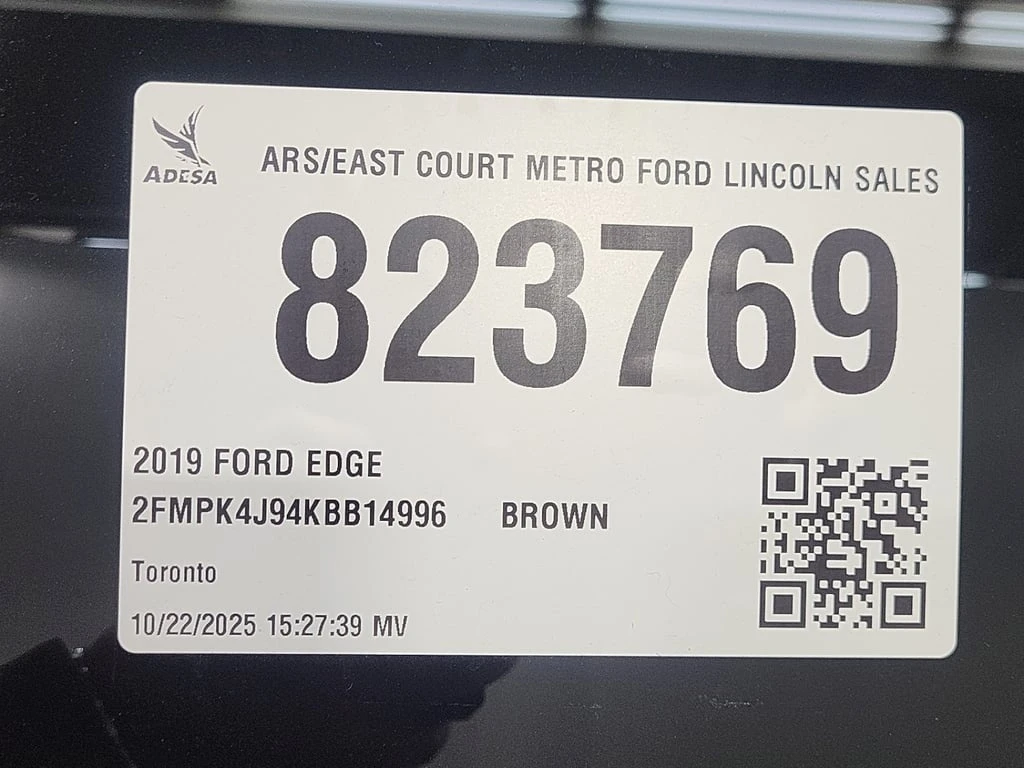 ADESA
ARS/EAST COURT METRO FORD LINCOLN SALES
823769
2019 FORD EDGE
2FMPK4J94KBB14996 BROWN
Toronto
10/22/2025 15:27:39 MV